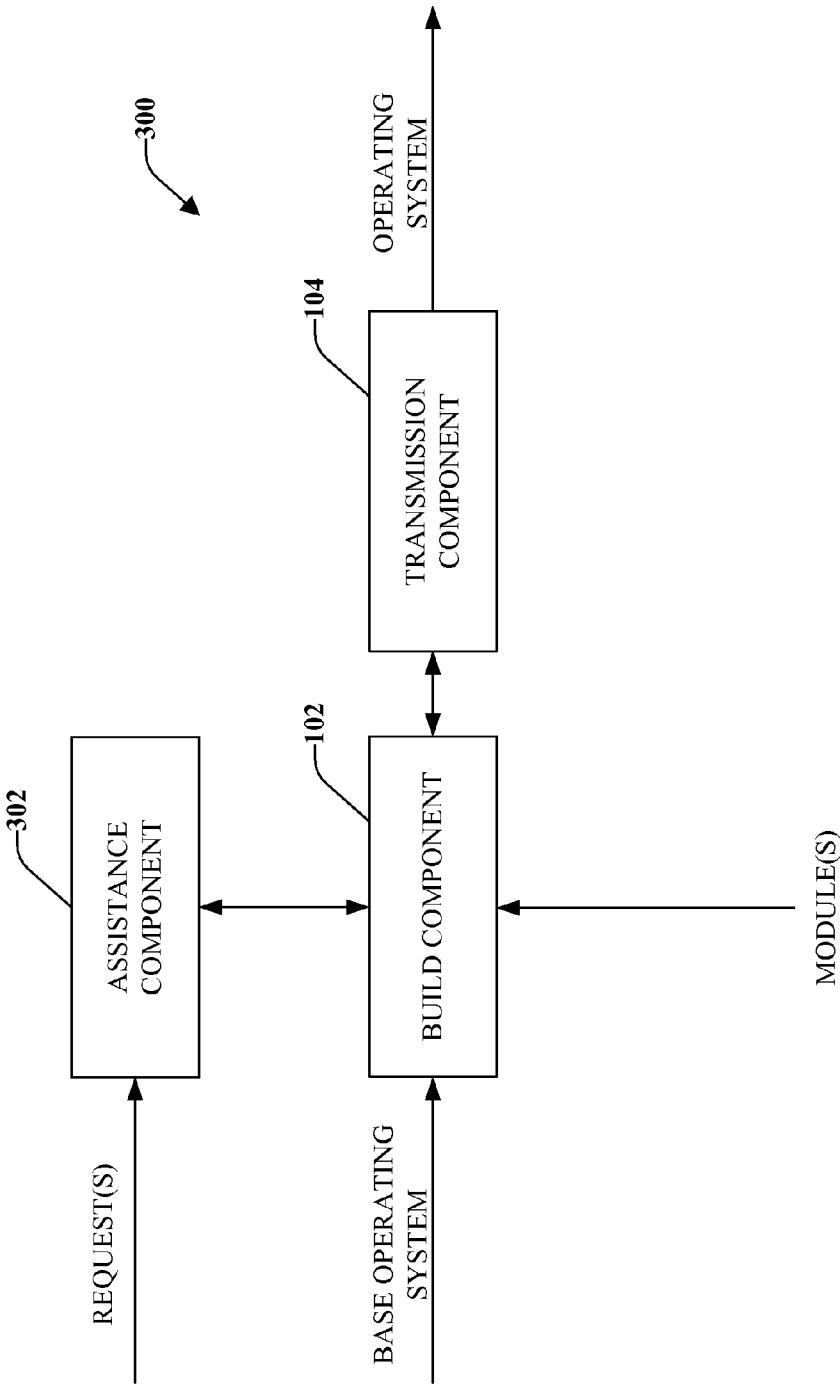 300
REQUEST(S)
ASSISTANCE
COMPONENT
302
BASE OPERATING
SYSTEM
BUILD COMPONENT
102
TRANSMISSION
COMPONENT
104
OPERATING
SYSTEM
MODULE(S)